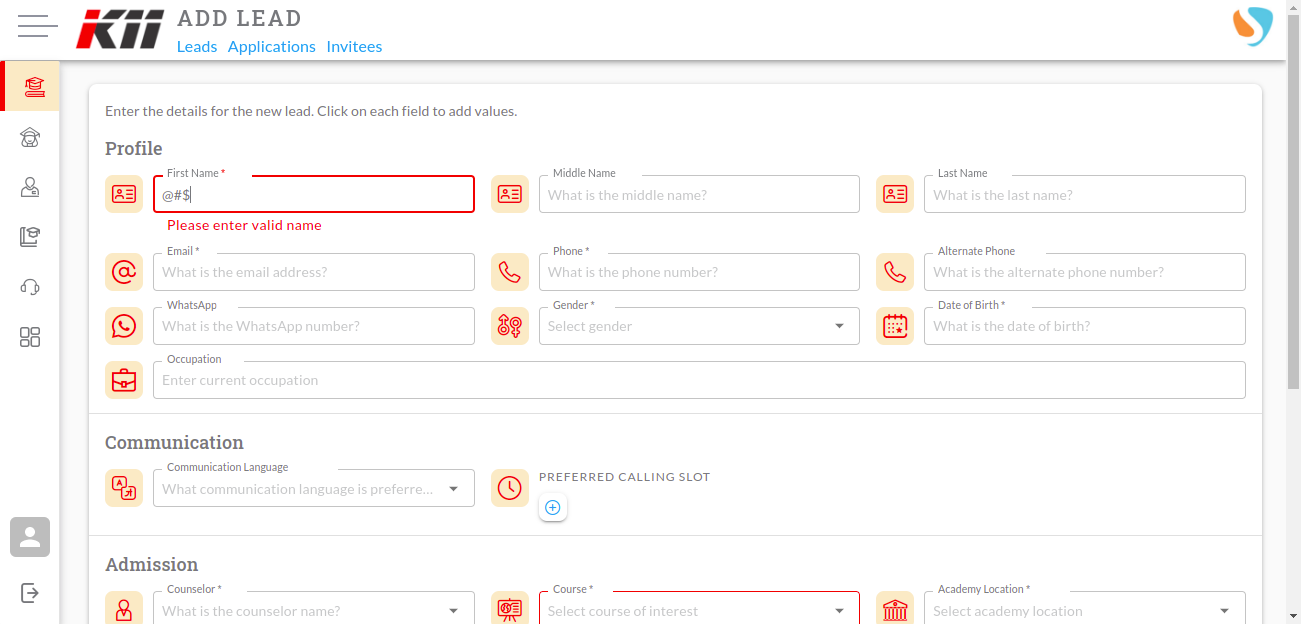 KII
ADD LEAD
Leads Applications Invitees
Enter the details for the new lead. Click on each field to add values.
Profile
First Name * Middle Name Last Name
@#$ What is the middle name? What is the last name?
Please enter valid name
Email * Phone * Alternate Phone
What is the email address? What is the phone number? What is the alternate phone number?
WhatsApp Gender * Date of Birth *
What is the WhatsApp number? Select gender What is the date of birth?
Occupation
Enter current occupation
Communication
Communication Language
What communication language is preferre... PREFERRED CALLING SLOT
Admission
Counselor * Course * Academy Location *
What is the counselor name? Select course of interest Select academy location